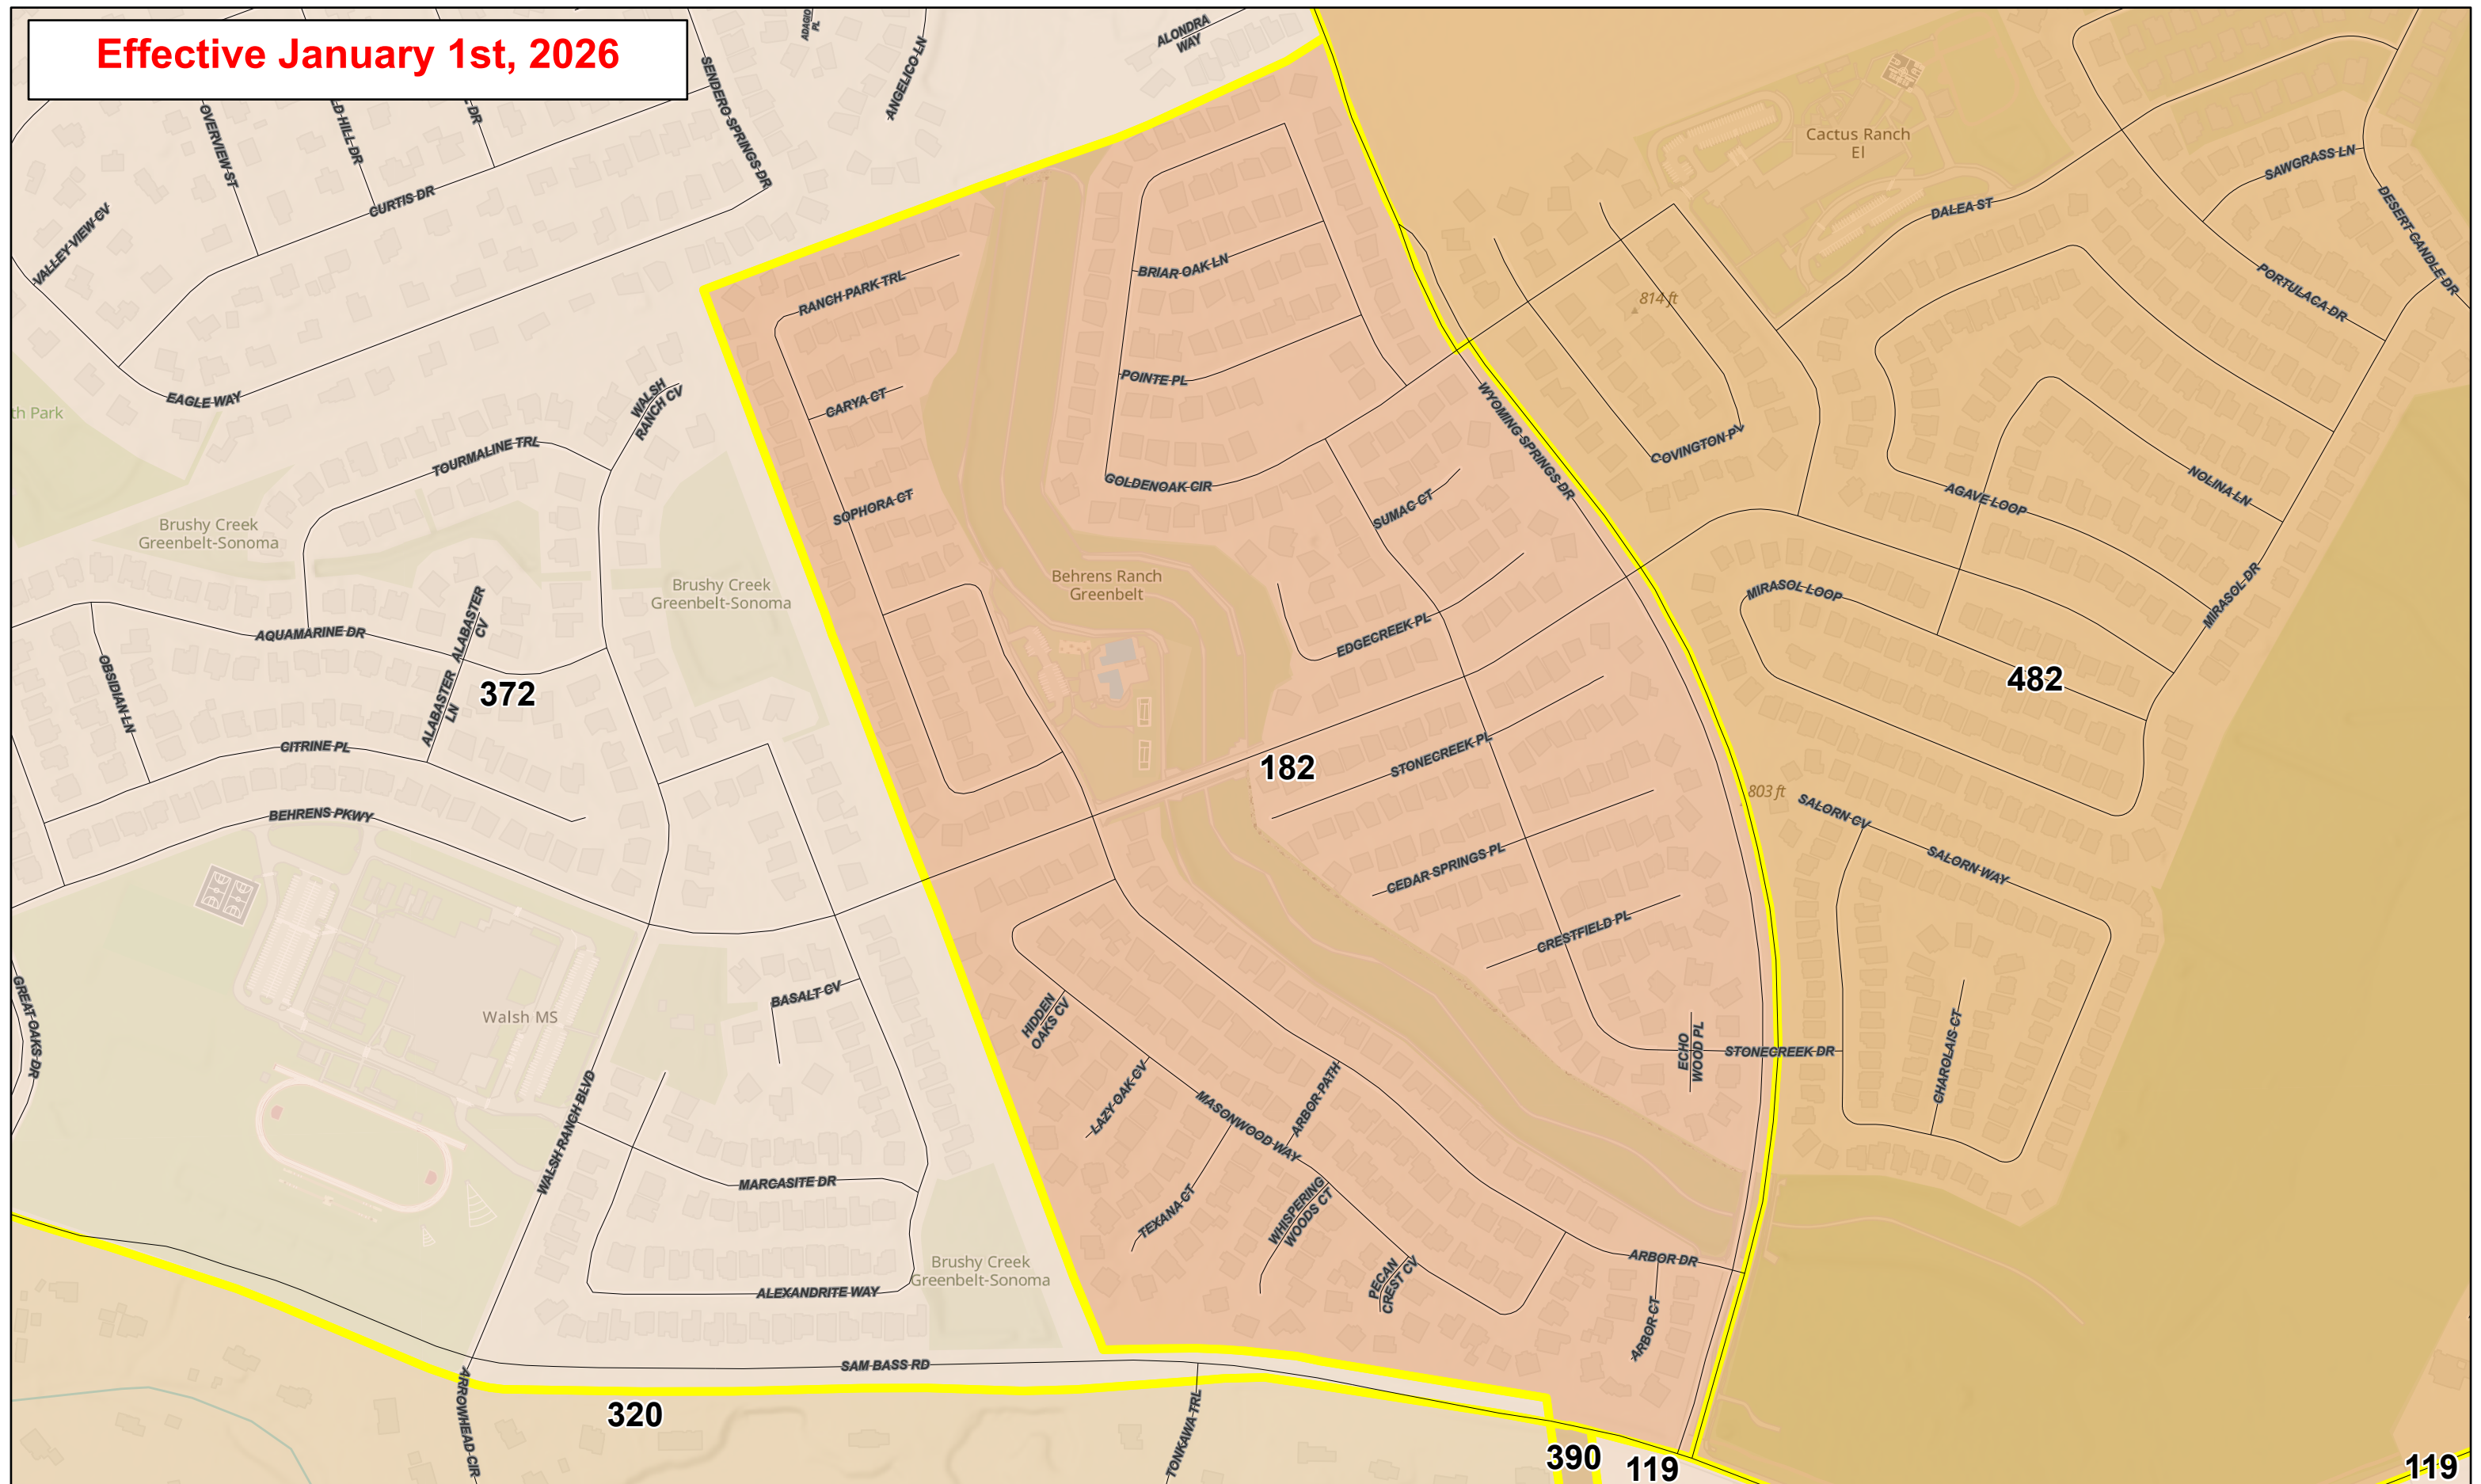 Effective January 1st, 2026
ADAGIO
PL
ANGELICO LN
ALONDRA
WAY
SENDERO SPRINGS DR
OVERVIEW ST
LD HILL DR
DR
CURTIS DR
VALLEY VIEW CV
EAGLE WAY
th Park
WALSH
RANCH CV
TOURMALINE TRL
Brushy Creek
Greenbelt-Sonoma
Brushy Creek
Greenbelt-Sonoma
AQUAMARINE DR
ALABASTER
CV
ALABASTER
LN
OBSIDIAN LN
372
CITRINE PL
BEHRENS PKWY
GREAT OAKS DR
Walsh MS
BASALT CV
WALSH RANCH BLVD
MARCASITE DR
ALEXANDRITE WAY
Brushy Creek
Greenbelt-Sonoma
SAM BASS RD
ARROWHEAD CIR
320
TONKAWA TRL
390
119
119
RANCH PARK TRL
CARYA CT
SOPHORA CT
BRIAR OAK LN
POINTE PL
GOLDENOAK CIR
SUMAC CT
Behrens Ranch
Greenbelt
EDGECREEK PL
182
STONECREEK PL
CEDAR SPRINGS PL
CRESTFIELD PL
HIDDEN
OAKS CV
LAZY OAK CV
MASONWOOD WAY
ARBOR PATH
TEXANA CT
WHISPERING
WOODS CT
PECAN
CREST CV
ARBOR DR
ARBOR CT
ECHO
WOOD PL
STONECREEK DR
WYOMING SPRINGS DR
Cactus Ranch
El
814 ft
COVINGTON PL
DALEA ST
SAWGRASS LN
DESERT CANDLE DR
PORTULACA DR
NOLINA LN
AGAVE LOOP
MIRASOL LOOP
MIRASOL DR
482
803 ft
SALORN CV
SALORN WAY
CHAROLAIS CT